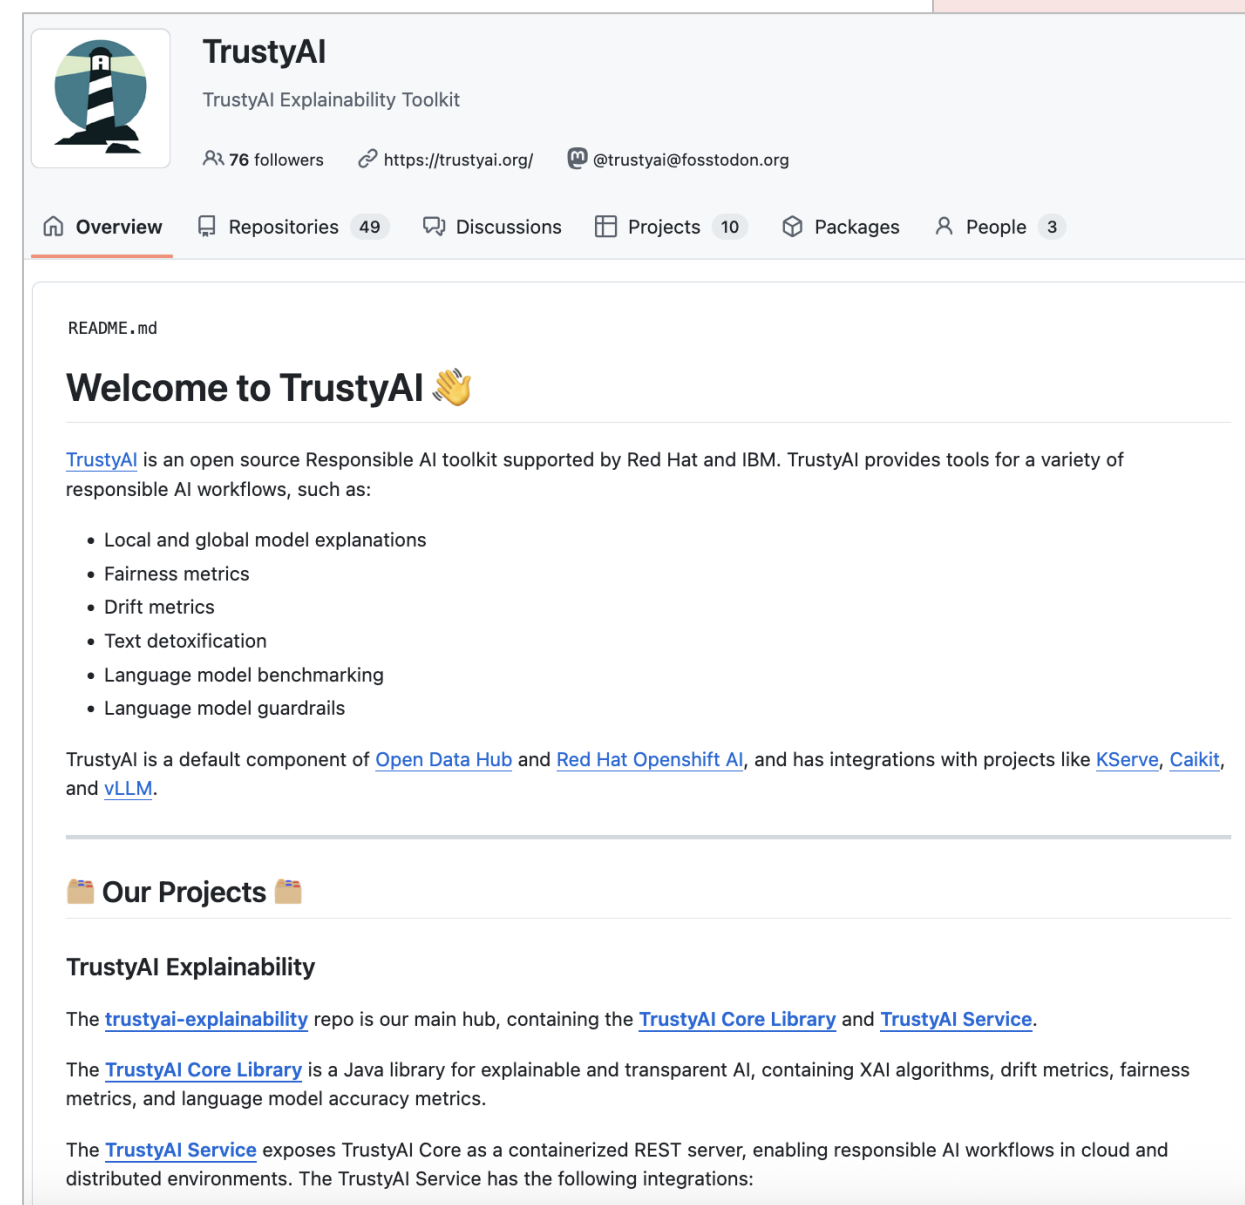 TrustyAI
TrustyAI Explainability Toolkit
76 followers https://trustyai.org/ @trustyai@fosstodon.org
Overview Repositories 49 Discussions Projects 10 Packages People 3
README.md
Welcome to TrustyAI 👋
TrustyAI is an open source Responsible AI toolkit supported by Red Hat and IBM. TrustyAI provides tools for a variety of
responsible AI workflows, such as:
• Local and global model explanations
• Fairness metrics
• Drift metrics
• Text detoxification
• Language model benchmarking
• Language model guardrails
TrustyAI is a default component of Open Data Hub and Red Hat Openshift AI, and has integrations with projects like KServe, Caikit,
and vLLM.
🗂️ Our Projects 🗂️
TrustyAI Explainability
The trustyai-explainability repo is our main hub, containing the TrustyAI Core Library and TrustyAI Service.
The TrustyAI Core Library is a Java library for explainable and transparent AI, containing XAI algorithms, drift metrics, fairness
metrics, and language model accuracy metrics.
The TrustyAI Service exposes TrustyAI Core as a containerized REST server, enabling responsible AI workflows in cloud and
distributed environments. The TrustyAI Service has the following integrations: